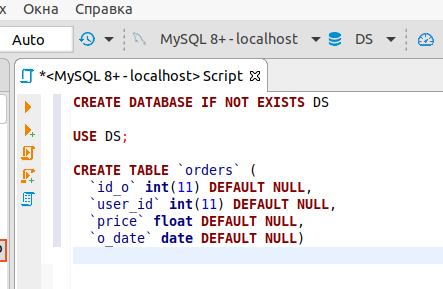 х Окна Справка
Auto MySQL 8+ - localhost DS
*<MySQL 8+ - localhost> Script
CREATE DATABASE IF NOT EXISTS DS
USE DS;
CREATE TABLE `orders` (
`id_o` int(11) DEFAULT NULL,
`user_id` int(11) DEFAULT NULL,
`price` float DEFAULT NULL,
`o_date` date DEFAULT NULL)